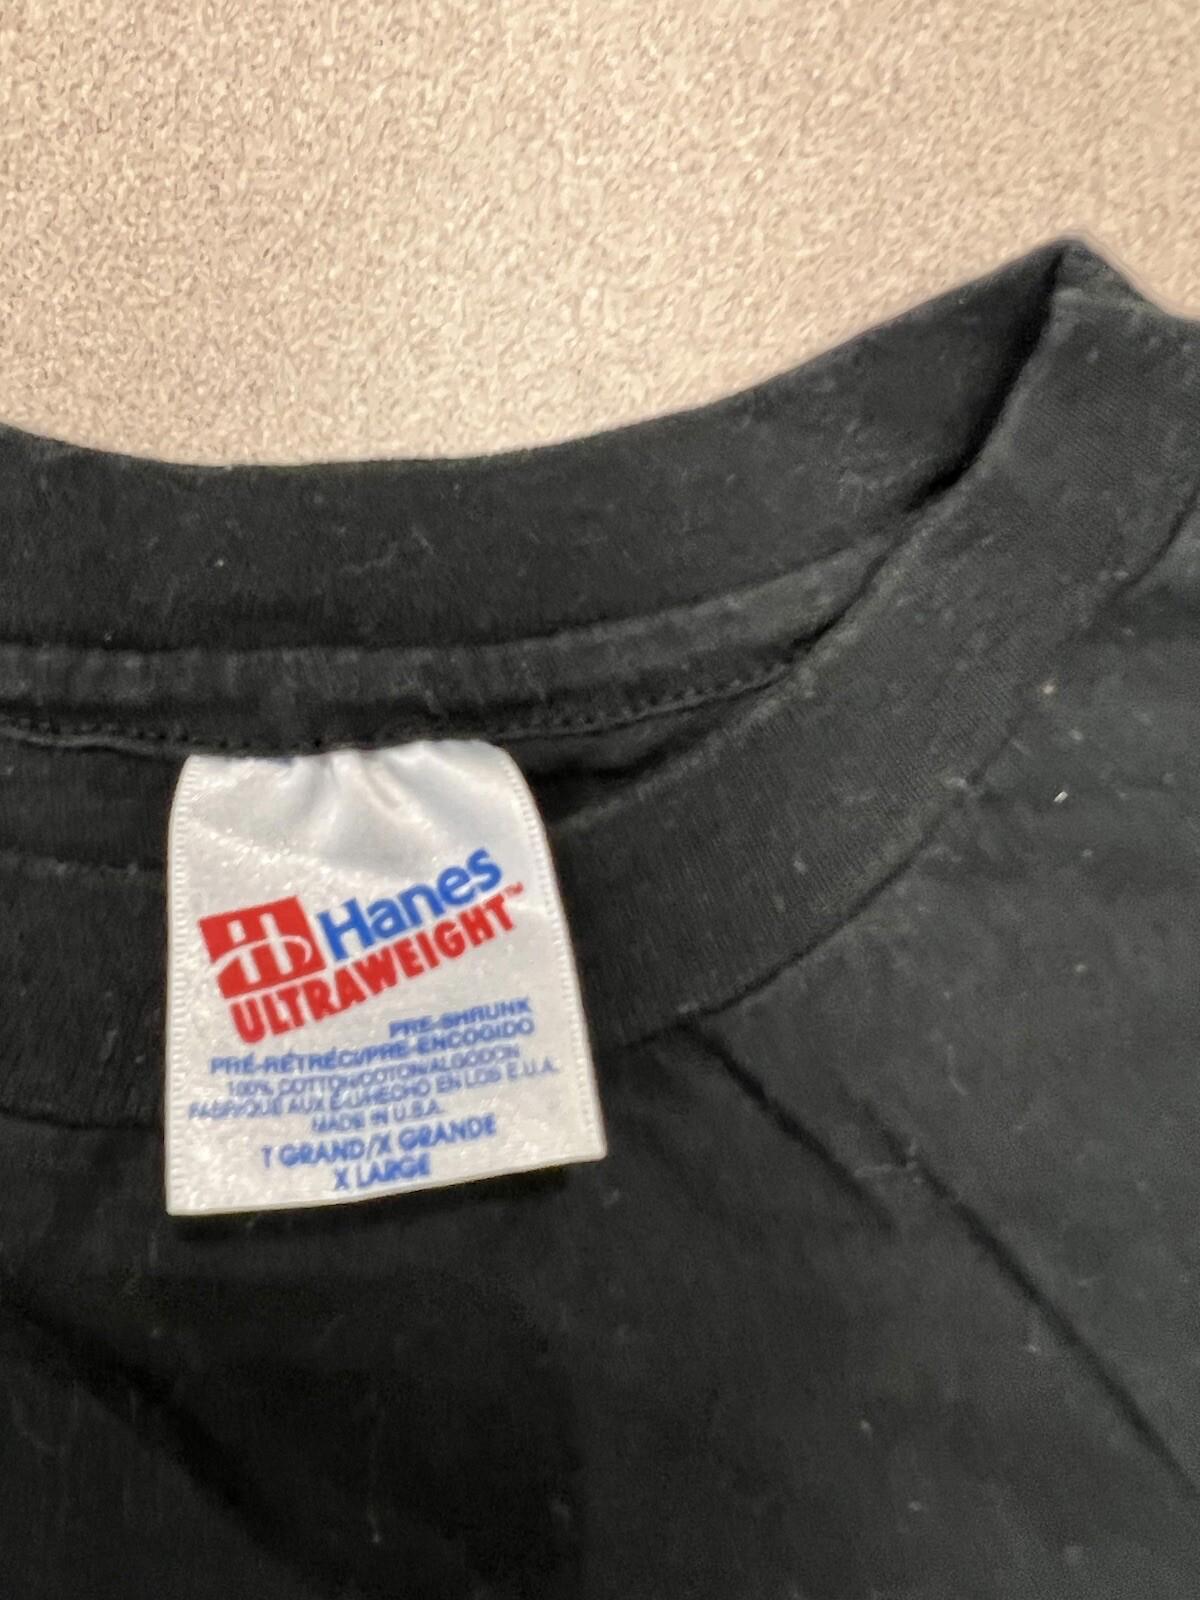 Hanes
ULTRAWEIGHT™
PRE-SHRUNK
PRÉ-RÉTRÉCI/PRE-ENCOGIDO
100% COTTON/COTON/ALGODON
FABRIQUÉ AUX É-U/HECHO EN LOS E.U.A.
MADE IN U.S.A.
T GRAND/X GRANDE
X LARGE